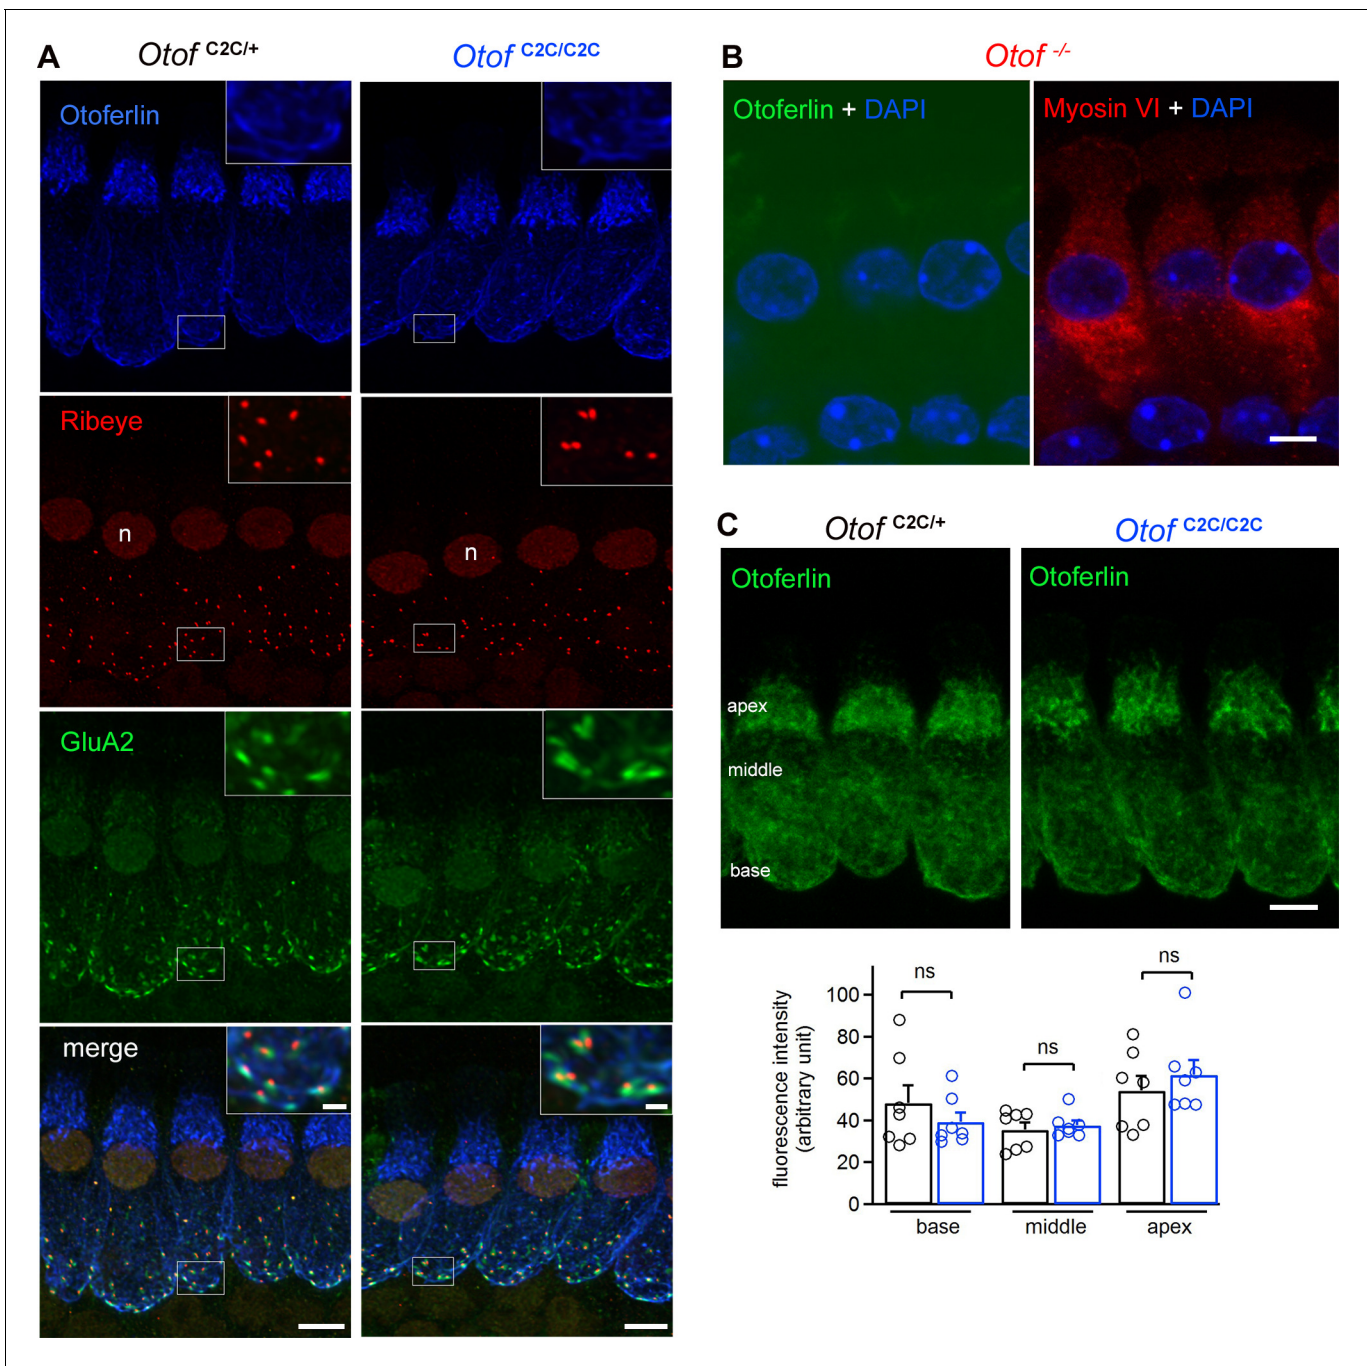 A
Otof C2C/+
Otof C2C/C2C
Otoferlin
Ribeye
n
n
GluA2
merge
B
Otof -/-
Otoferlin + DAPI
Myosin VI + DAPI
C
Otof C2C/+
Otof C2C/C2C
Otoferlin
Otoferlin
apex
middle
base
fluorescence intensity
(arbitrary unit)
100
80
60
40
20
0
ns
ns
ns
base
middle
apex